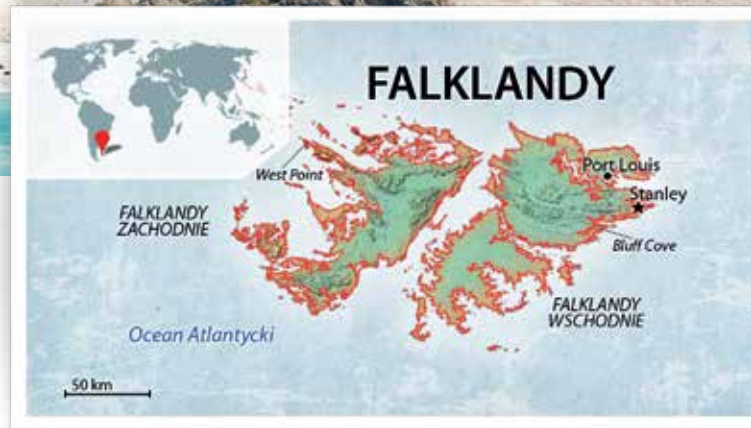 FALKLANDY
West Point
Port Louis
Stanley
FALKLANDY
ZACHODNIE
Bluff Cove
FALKLANDY
WSCHODNIE
Ocean Atlantycki
50 km